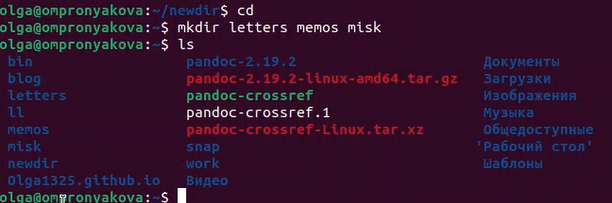 olga@ompronyakova:~/newdir$ cd
olga@ompronyakova:~$ mkdir letters memos misk
olga@ompronyakova:~$ ls
bin pandoc-2.19.2 Документы
blog pandoc-2.19.2-linux-amd64.tar.gz Загрузки
letters pandoc-crossref Изображения
ll pandoc-crossref.1 Музыка
memos pandoc-crossref-Linux.tar.xz Общедоступные
misk snap 'Рабочий стол'
newdir work Шаблоны
Olga1325.github.io Видео
olga@ompronyakova:~$